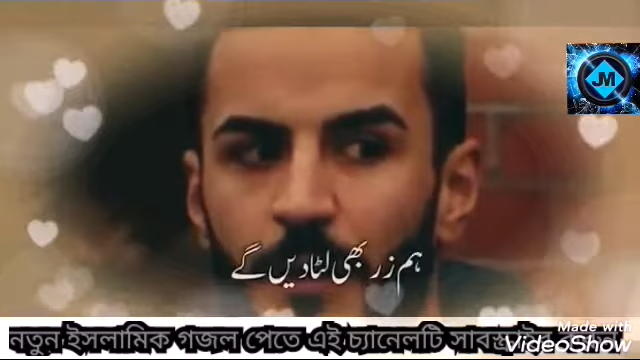 JM
ہم زر بھی لٹا دیں گے
নতুন ইসলামিক গজল পেতে এই চ্যানেলটি
Made with
VideoShow